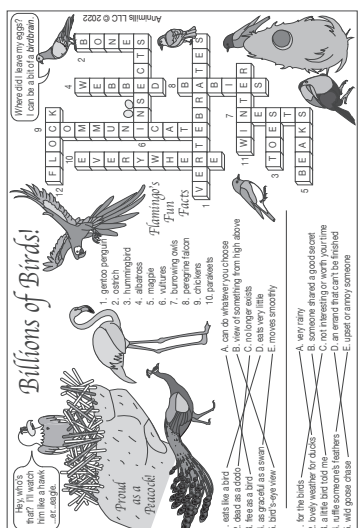 Billions of Birds!
Annimills LLC © 2022
Hey, who's
that? I'll watch
him like a hawk
...er...eagle.
Where did I leave my eggs?
I can be a bit of a birdbrain.
Proud
as a
Peacock!
Flamingo's
Fun
Facts
1. gentoo penguin
2. ostrich
3. hummingbird
4. albatross
5. magpie
6. vultures
7. burrowing owls
8. peregrine falcon
9. chickens
10. parakeets
FLOCK
BONE
INSECTS
VERTEBRATES
WINTER
TOES
BEAKS
eats like a bird
dead as a dodo
free as a bird
as graceful as a swan
bird's-eye view
A. can do whatever you choose
B. view of something from high above
C. no longer exists
D. eats very little
E. moves smoothly
for the birds
lovely weather for ducks
a little bird told me
ruffle someone's feathers
wild goose chase
A. very rainy
B. someone shared a good secret
C. not interesting or worth your time
D. an errand that can't be finished
E. upset or annoy someone